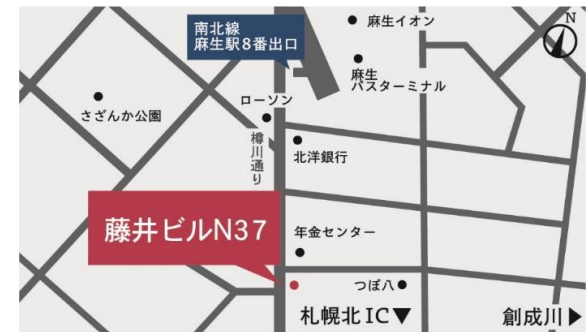 南北線
麻生駅8番出口
麻生イオン
N
麻生
バスターミナル
さざんか公園
ローソン
樽川通り
北洋銀行
藤井ビルN37
年金センター
つぼ八
札幌北IC▼
創成川▶